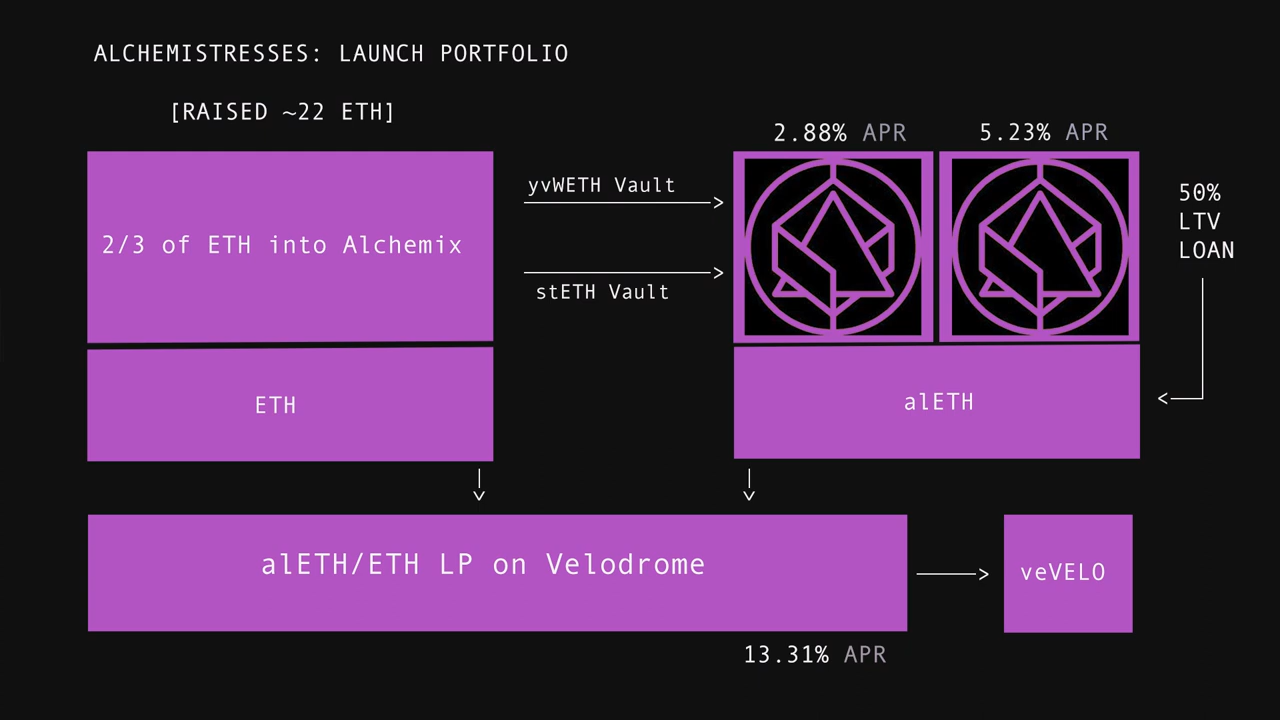 ALCHEMISTRESSES: LAUNCH PORTFOLIO
[RAISED ~22 ETH]
2/3 of ETH into Alchemix
ETH
yvWETH Vault
stETH Vault
2.88% APR
5.23% APR
50%
LTV
LOAN
alETH
alETH/ETH LP on Velodrome
veVELO
13.31% APR